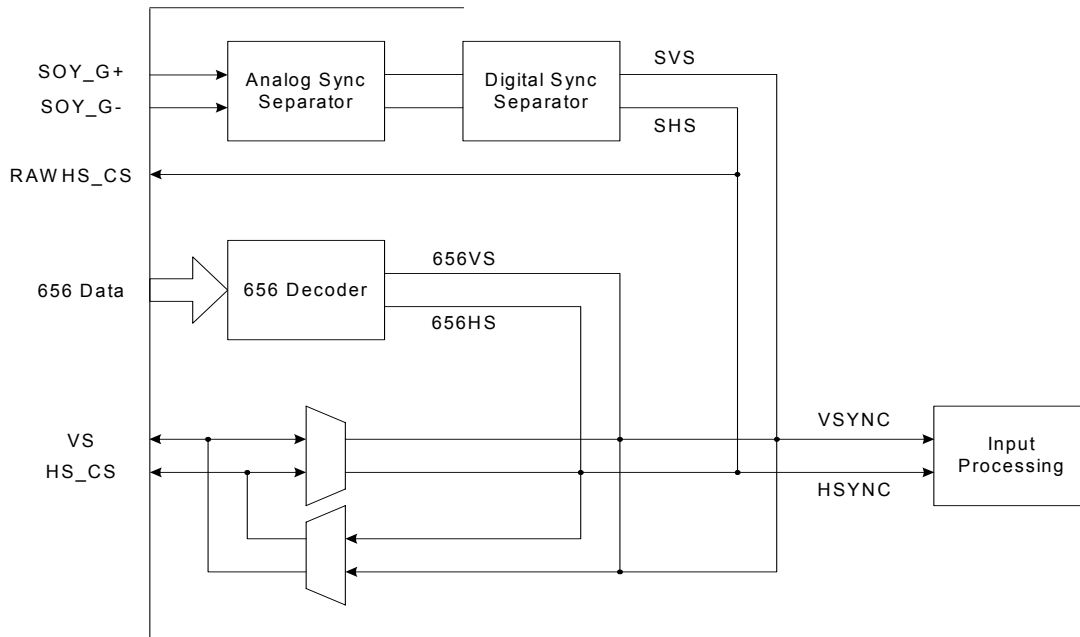 SOY_G+
SOY_G-
Analog Sync
Separator
Digital Sync
Separator
SVS
SHS
RAWHS_CS
656 Data
656 Decoder
656VS
656HS
VS
HS_CS
VSYNC
HSYNC
Input
Processing